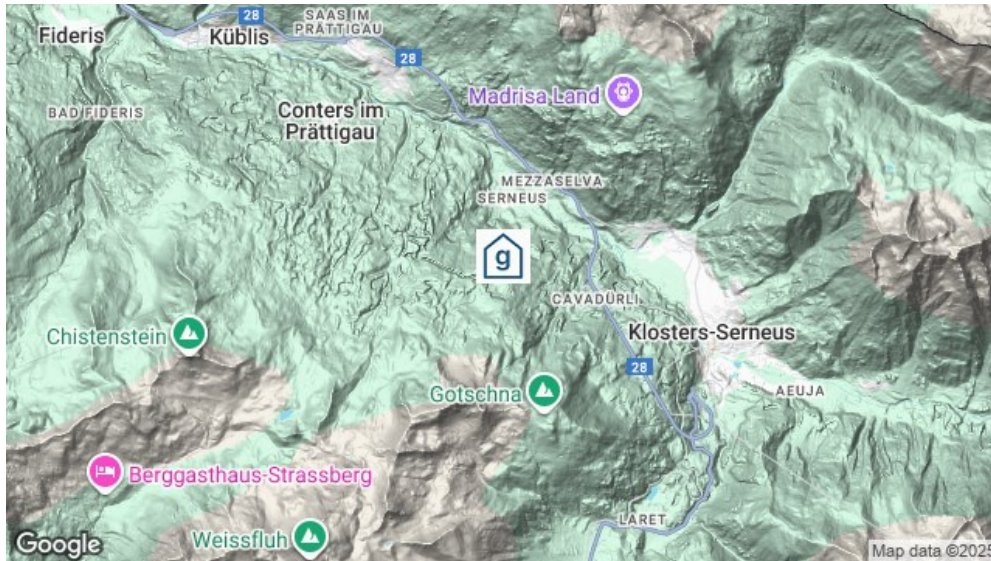 28
SAAS IM
PRÄTTIGAU
Fideris
Küblis
28
Madrisa Land
BAD FIDERIS
Conters im
Prättigau
MEZZASELVA
SERNEUS
g
CAVADÜRLI
Chistenstein
Klosters-Serneus
28
Gotschna
AEUJA
Berggasthaus-Strassberg
LARET
Weissfluh
Google
Map data ©2025